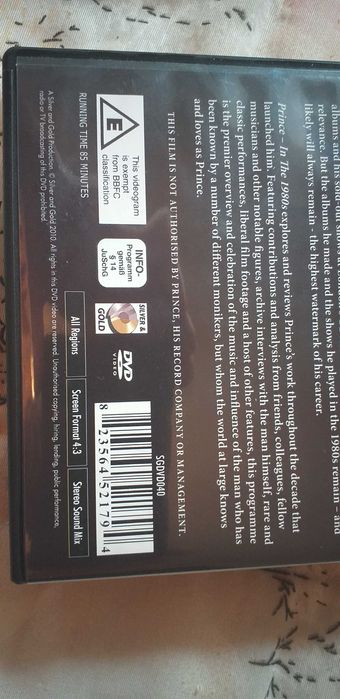 albums and his sold-out shows at
relevance. But the albums he made and the shows he played in the 1980s remain – and
likely will always remain - the highest watermark of his career.
Prince – In The 1980s explores and reviews Prince's work throughout the decade that
launched him. Featuring contributions and analysis from friends, colleagues, fellow
musicians and other notable figures, archive interviews with the man himself, rare and
classic performances, liberal film footage and a host of other features, this programme
is the premier overview and celebration of the music and influence of the man who has
been known by a number of different monikers, but whom the world at large knows
and loves as Prince.
THIS FILM IS NOT AUTHORISED BY PRINCE, HIS RECORD COMPANY OR MANAGEMENT.
E
This videogram
is exempt
from BBFC
classification
INFO-
Programm
gemäß
§ 14
JuSchG
SILVER &
GOLD
DVD
VIDEO
SGDVD040
8 23564 52179 4
RUNNING TIME 85 MINUTES
All Regions
Screen Format 4:3
Stereo Sound Mix
A Silver and Gold Production. © Silver and Gold 2010. All rights in this DVD video are reserved. Unauthorised copying, hiring, lending, public performance,
radio or TV broadcasting of this DVD prohibited.